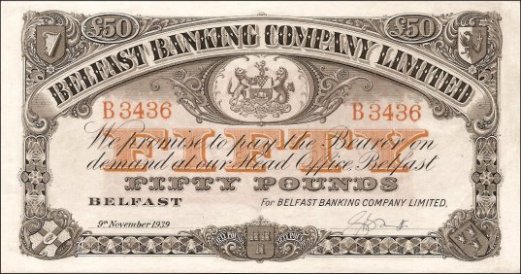 £50 £50
BELFAST BANKING COMPANY LIMITED
B 3436 B 3436
FIFTY
We promise to pay the Bearer on
demand at our Head Office, Belfast
FIFTY POUNDS
BELFAST For BELFAST BANKING COMPANY LIMITED.
9th November 1939